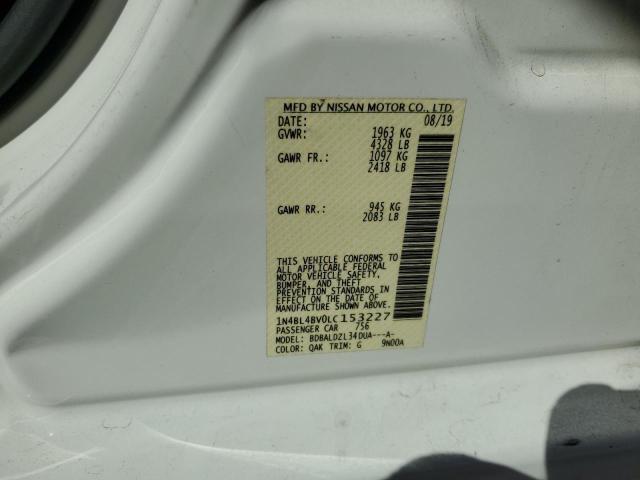 MFD BY NISSAN MOTOR CO., LTD.
DATE: 08/19
GVWR: 1963 KG
4328 LB
GAWR FR.: 1097 KG
2418 LB
GAWR RR.: 945 KG
2083 LB
THIS VEHICLE CONFORMS TO
ALL APPLICABLE FEDERAL
MOTOR VEHICLE SAFETY,
BUMPER, AND THEFT
PREVENTION STANDARDS IN
EFFECT ON THE DATE OF
MANUFACTURE SHOWN ABOVE.
1N4BL4BV0LC153227
PASSENGER CAR 756
MODEL: BDBALDZL34DUA---A-
COLOR: QAK TRIM: G 9N00A